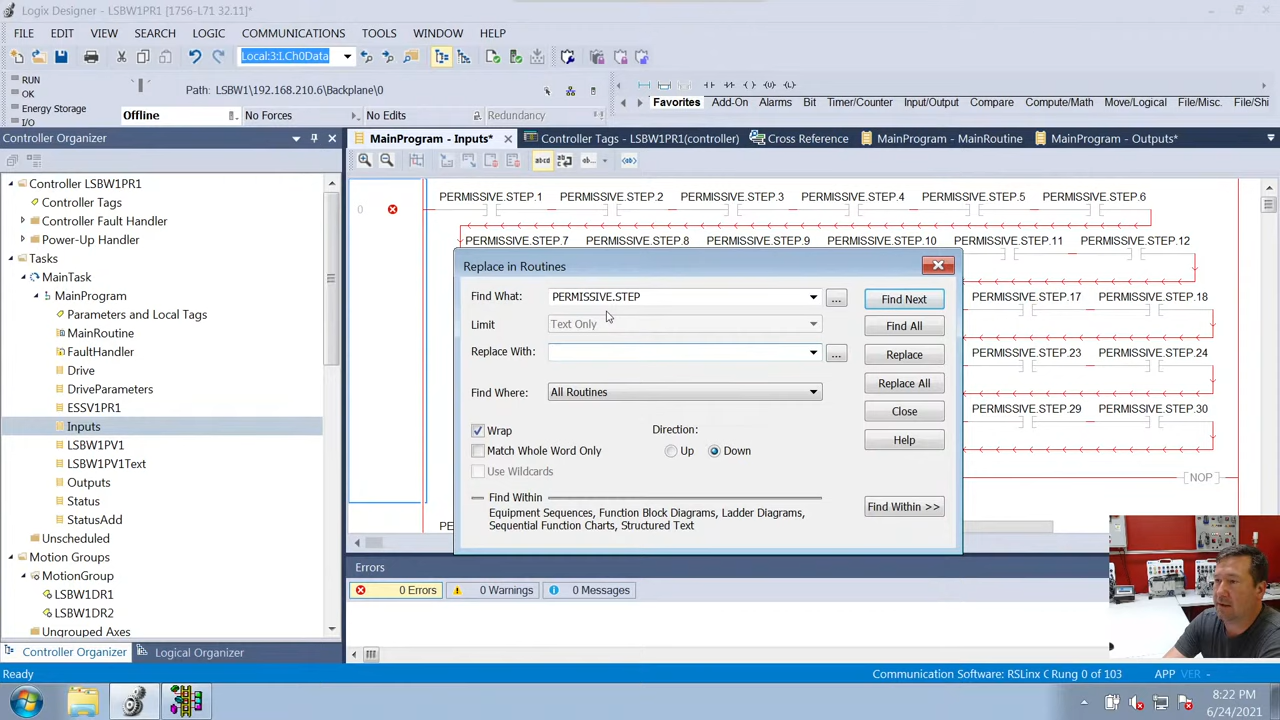 Logix Designer - LSBW1PR1 [1756-L71 32.11]*
FILE EDIT VIEW SEARCH LOGIC COMMUNICATIONS TOOLS WINDOW HELP
Local:3:I.Ch0Data
RUN
OK
Energy Storage
I/O
Path: LSBW1\192.168.210.6\Backplane\0
Offline No Forces No Edits Redundancy
Favorites Add-On Alarms Bit Timer/Counter Input/Output Compare Compute/Math Move/Logical File/Misc. File/Shi
Controller Organizer
MainProgram - Inputs* Controller Tags - LSBW1PR1(controller) Cross Reference MainProgram - MainRoutine MainProgram - Outputs*
Controller LSBW1PR1
Controller Tags
Controller Fault Handler
Power-Up Handler
Tasks
MainTask
MainProgram
Parameters and Local Tags
MainRoutine
FaultHandler
Drive
DriveParameters
ESSV1PR1
Inputs
LSBW1PV1
LSBW1PV1Text
Outputs
Status
StatusAdd
Unscheduled
Motion Groups
MotionGroup
LSBW1DR1
LSBW1DR2
Ungrouped Axes
Controller Organizer Logical Organizer
0
PERMISSIVE.STEP.1 PERMISSIVE.STEP.2 PERMISSIVE.STEP.3 PERMISSIVE.STEP.4 PERMISSIVE.STEP.5 PERMISSIVE.STEP.6
PERMISSIVE.STEP.7 PERMISSIVE.STEP.8 PERMISSIVE.STEP.9 PERMISSIVE.STEP.10 PERMISSIVE.STEP.11 PERMISSIVE.STEP.12
PERMISSIVE.STEP.17 PERMISSIVE.STEP.18
PERMISSIVE.STEP.23 PERMISSIVE.STEP.24
PERMISSIVE.STEP.29 PERMISSIVE.STEP.30
NOP
Replace in Routines
Find What: PERMISSIVE.STEP ... Find Next
Limit Text Only Find All
Replace With: ... Replace
Find Where: All Routines Replace All
Close
Wrap Direction:
Help
Match Whole Word Only Up Down
Use Wildcards
Find Within
Equipment Sequences, Function Block Diagrams, Ladder Diagrams,
Sequential Function Charts, Structured Text
Find Within >>
Errors
0 Errors 0 Warnings 0 Messages
Ready
Communication Software: RSLinx C Rung 0 of 103 APP VER -
8:22 PM
6/24/2021